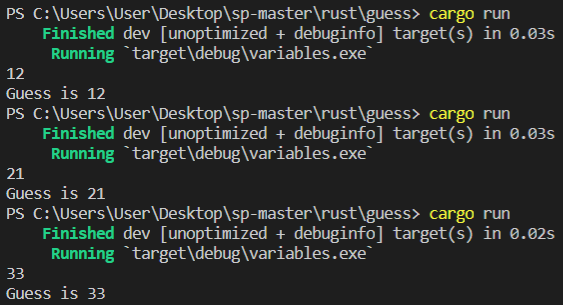 PS C:\Users\User\Desktop\sp-master\rust\guess> cargo run
    Finished dev [unoptimized + debuginfo] target(s) in 0.03s
     Running `target\debug\variables.exe`
12
Guess is 12
PS C:\Users\User\Desktop\sp-master\rust\guess> cargo run
    Finished dev [unoptimized + debuginfo] target(s) in 0.03s
     Running `target\debug\variables.exe`
21
Guess is 21
PS C:\Users\User\Desktop\sp-master\rust\guess> cargo run
    Finished dev [unoptimized + debuginfo] target(s) in 0.02s
     Running `target\debug\variables.exe`
33
Guess is 33